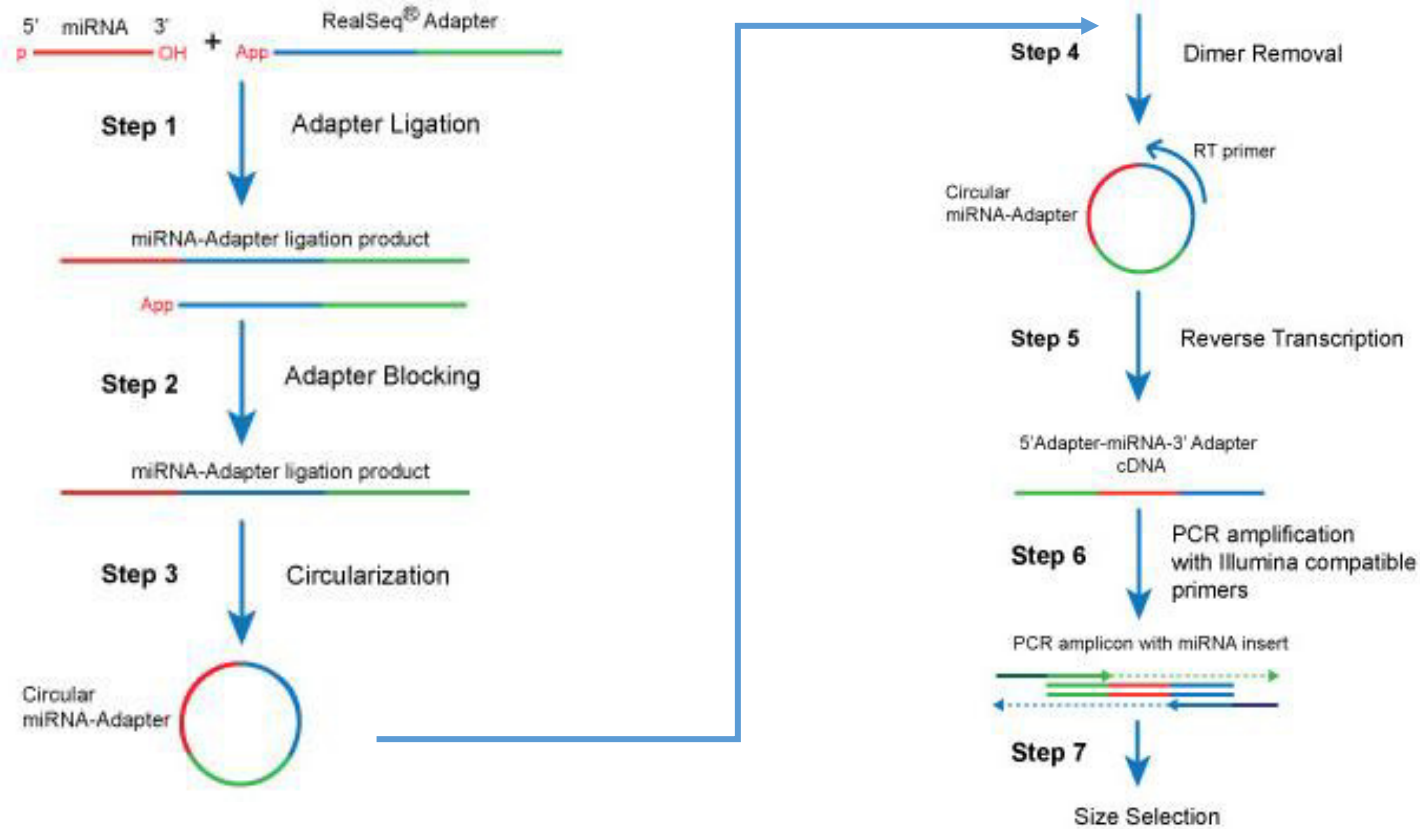 5' miRNA 3'
p OH + App
RealSeq® Adapter
Step 1 Adapter Ligation
miRNA-Adapter ligation product
App
Step 2 Adapter Blocking
miRNA-Adapter ligation product
Step 3 Circularization
Circular
miRNA-Adapter
Step 4 Dimer Removal
RT primer
Circular
miRNA-Adapter
Step 5 Reverse Transcription
5'Adapter-miRNA-3' Adapter
cDNA
Step 6 PCR amplification
with Illumina compatible
primers
PCR amplicon with miRNA insert
Step 7
Size Selection